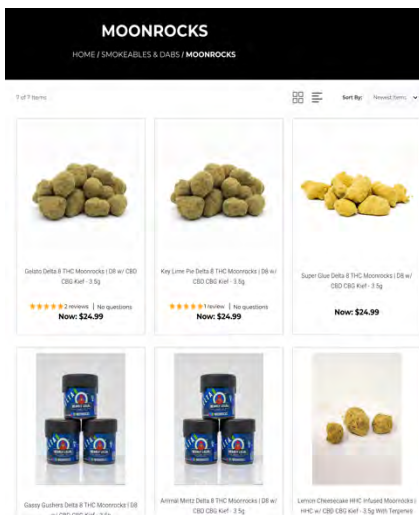 MOONROCKS
HOME / SMOKEABLES & DABS / MOONROCKS
7 of 7 Items
Sort By: Newest Items
Gelato Delta 8 THC Moonrocks | D8 w/ CBD
CBG Kief - 3.5g
2 reviews | No questions
Now: $24.99
Key Lime Pie Delta 8 THC Moonrocks | D8 w/
CBD CBG Kief - 3.5g
1 review | No questions
Now: $24.99
Super Glue Delta 8 THC Moonrocks | D8 w/
CBD CBG Kief - 3.5g
Now: $24.99
Gassy Gushers Delta 8 THC Moonrocks | D8
w/ CBD CBG Kief - 3.5g
Animal Mintz Delta 8 THC Moonrocks | D8 w/
CBD CBG Kief - 3.5g
Lemon Cheesecake HHC Infused Moonrocks |
HHC w/ CBD CBG Kief - 3.5g With Terpenes